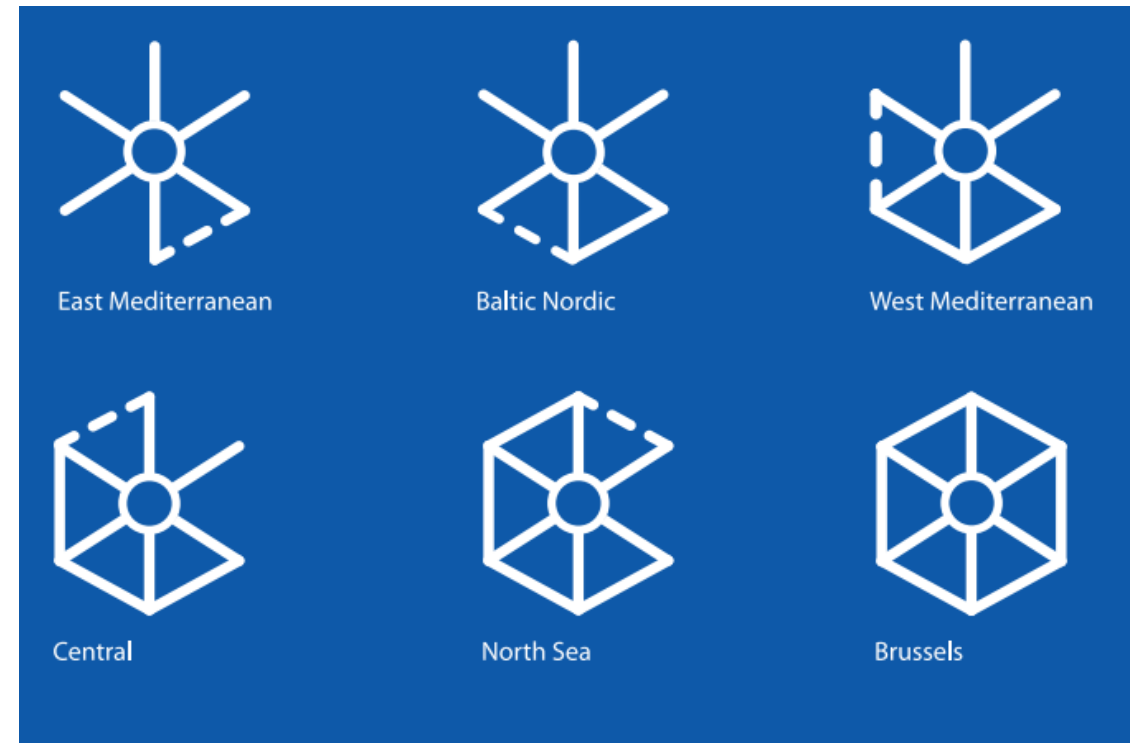 East Mediterranean
Baltic Nordic
West Mediterranean
Central
North Sea
Brussels